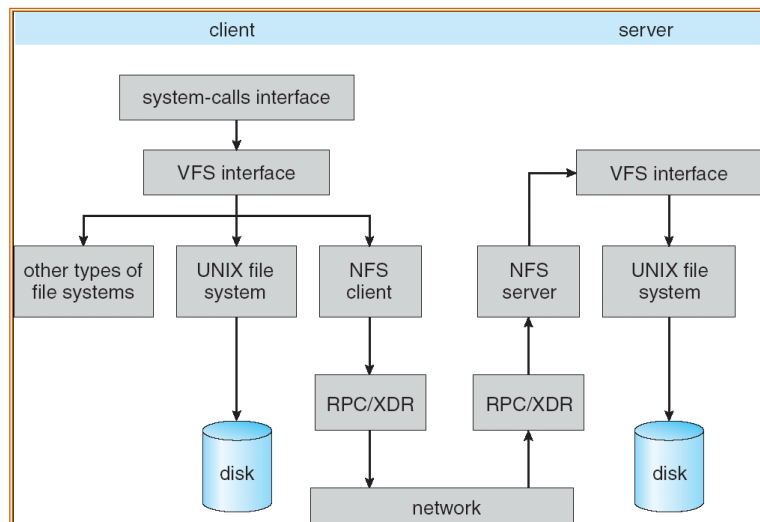 client
server
system-calls interface
VFS interface
VFS interface
other types of
file systems
UNIX file
system
NFS
client
NFS
server
UNIX file
system
RPC/XDR
RPC/XDR
disk
disk
network